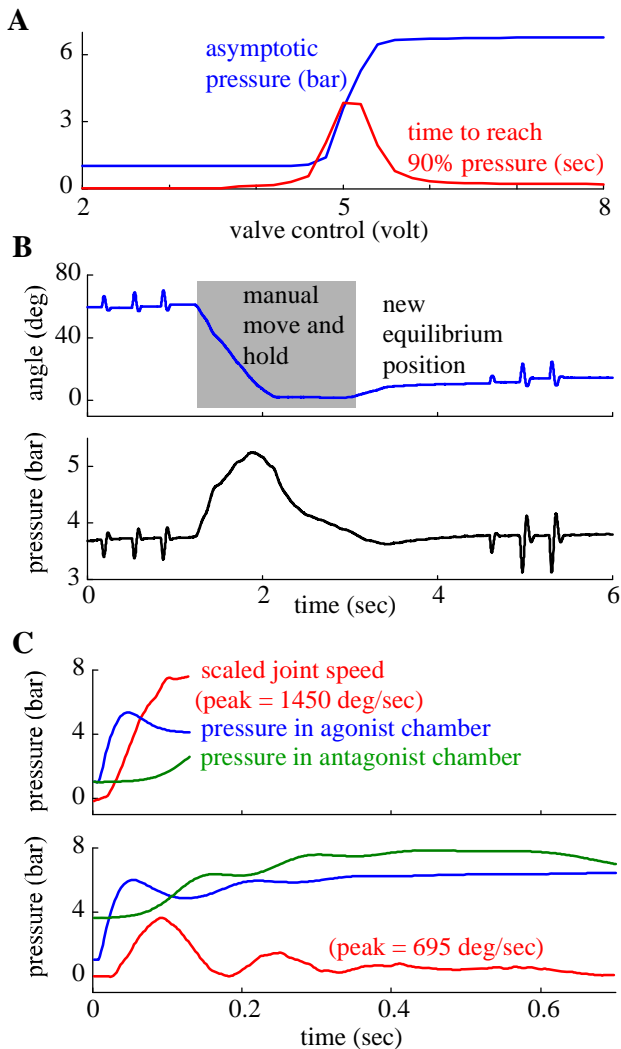 A
6
3
0
asymptotic
pressure (bar)
time to reach
90% pressure (sec)
2
5
8
valve control (volt)
B
angle (deg)
80
40
0
manual
move and
hold
new
equilibrium
position
pressure (bar)
5
4
3
0
2
4
6
time (sec)
C
pressure (bar)
8
4
0
scaled joint speed
(peak = 1450 deg/sec)
pressure in agonist chamber
pressure in antagonist chamber
pressure (bar)
8
4
0
(peak = 695 deg/sec)
0
0.2
0.4
0.6
time (sec)